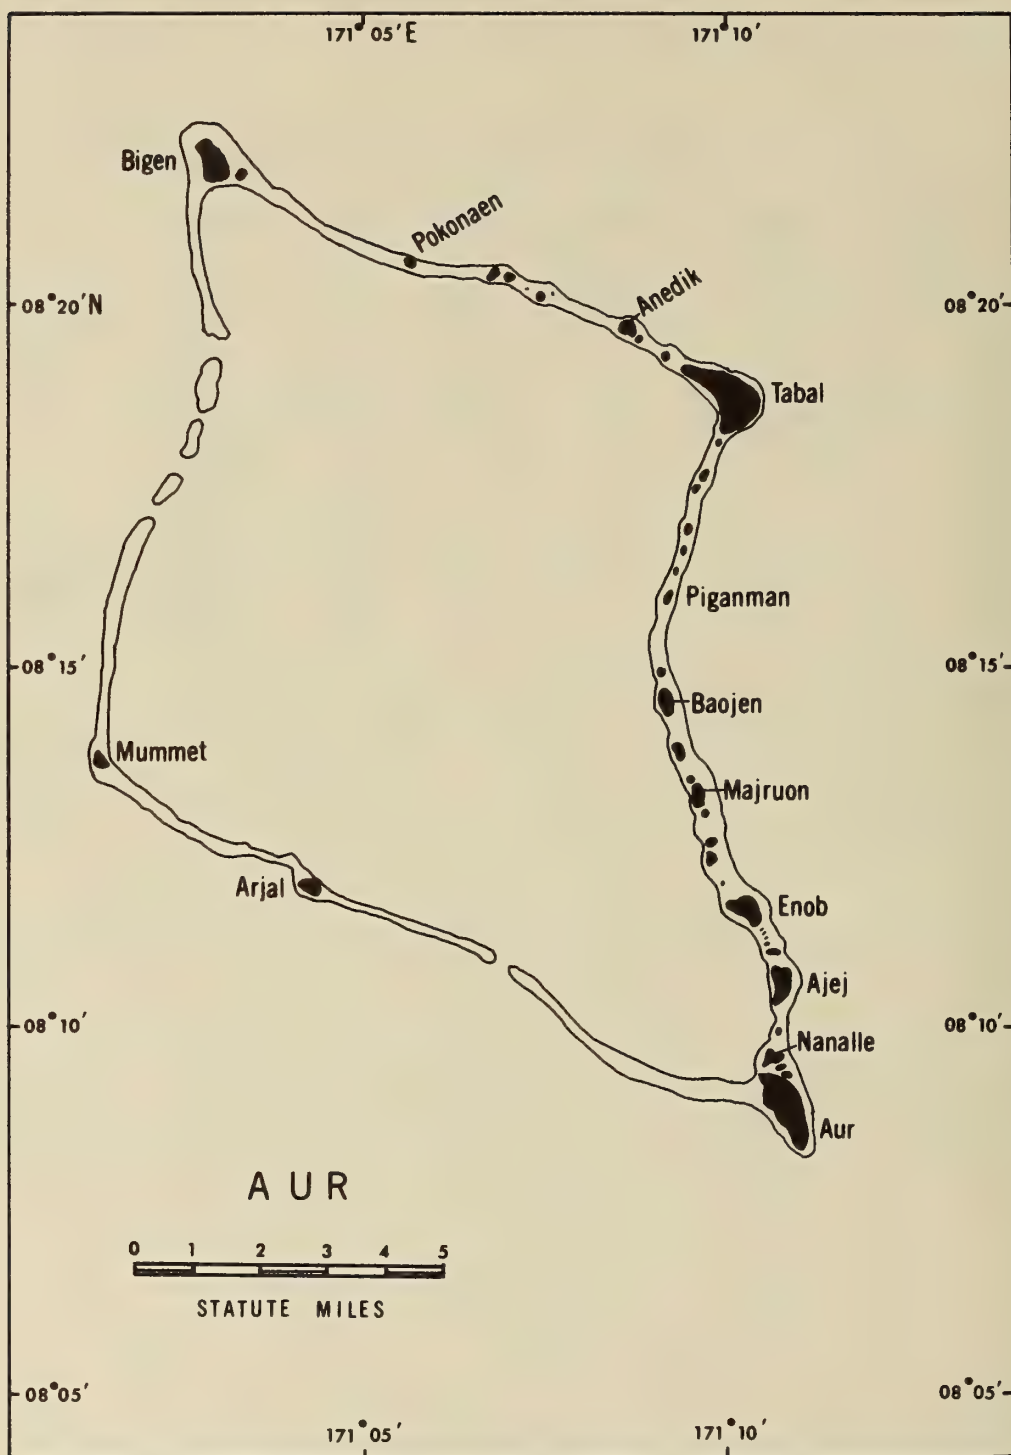 171°05'E 171°10'
Bigen
Pokonaen
Anedik
08°20'N 08°20'
Tabal
Piganman
08°15' 08°15'
Baojen
Mummet
Majruon
Arjal
Enob
Ajej
08°10' 08°10'
Nanalle
Aur
AUR
0 1 2 3 4 5
STATUTE MILES
08°05' 08°05'
171°05' 171°10'